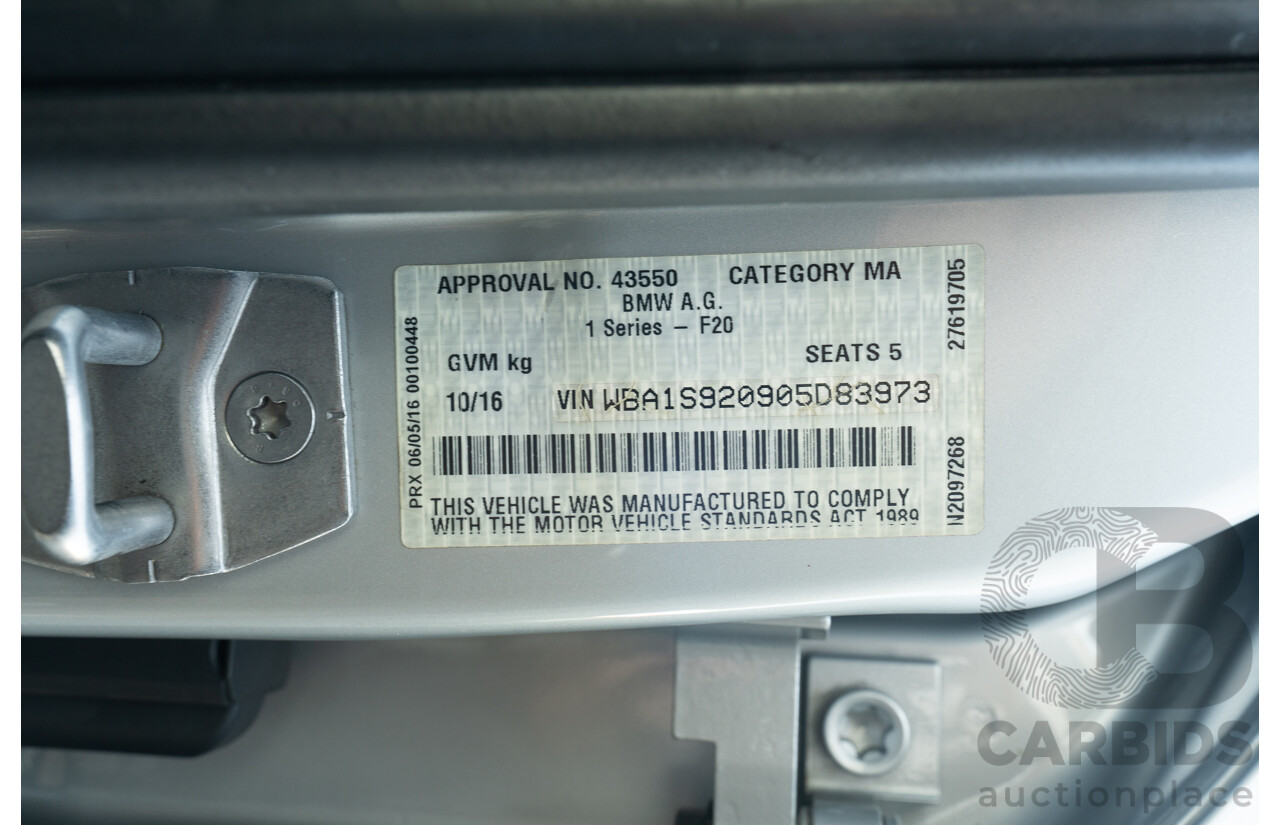 APPROVAL NO. 43550 CATEGORY MA
BMW A.G.
1 Series – F20
GVM kg SEATS 5
10/16 VIN WBA1S920905D83973
THIS VEHICLE WAS MANUFACTURED TO COMPLY
WITH THE MOTOR VEHICLE STANDARDS ACT 1989
PRX 06/05/16 00100448
27619705
N2097268
CARBIDS
auctionplace